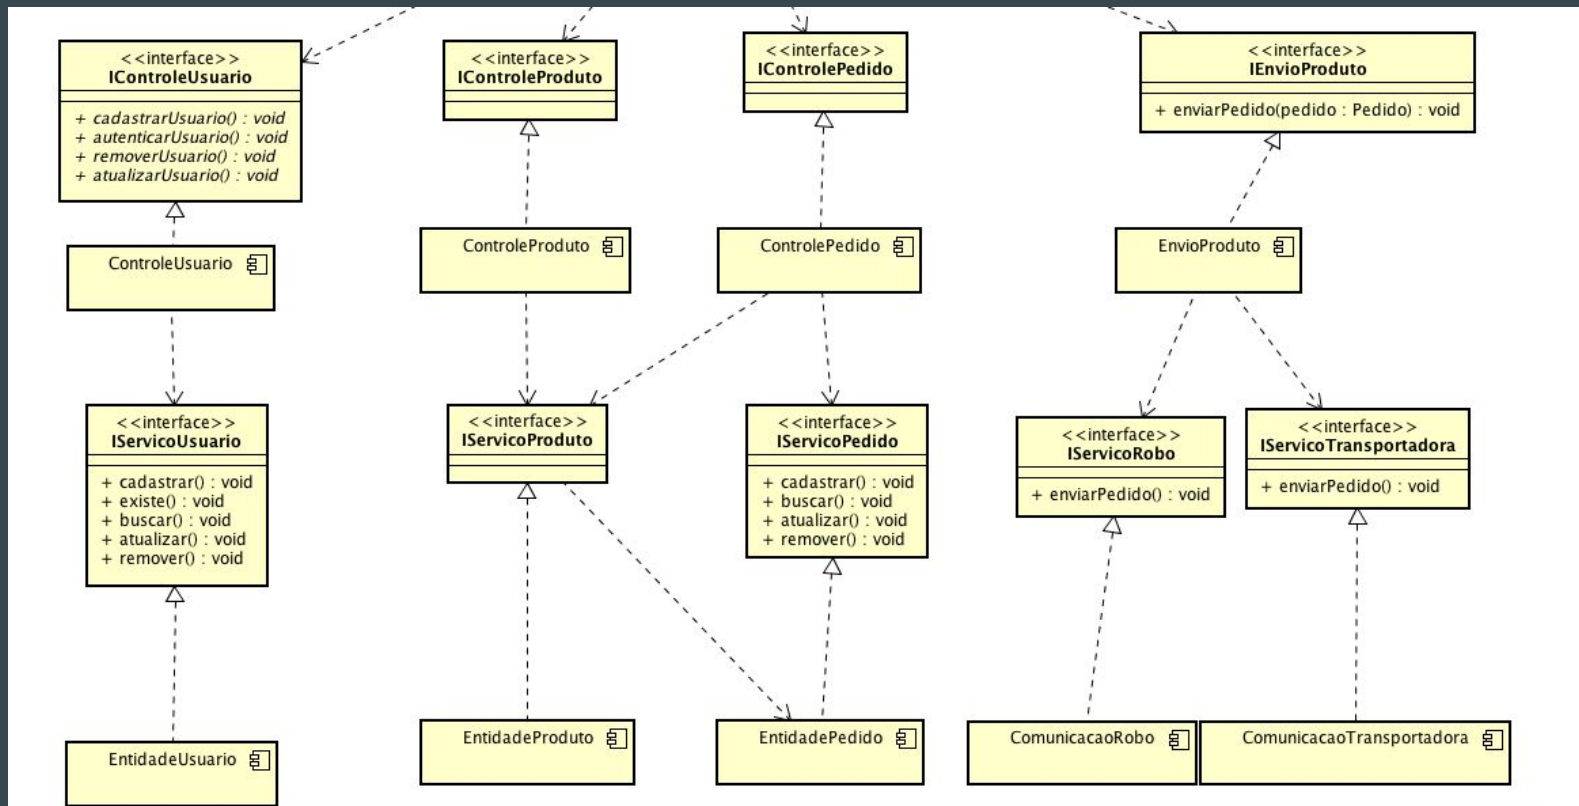 <<interface>>
IControleUsuario
+ cadastrarUsuario() : void
+ autenticarUsuario() : void
+ removerUsuario() : void
+ atualizarUsuario() : void
<<interface>>
IControleProduto
<<interface>>
IControlePedido
<<interface>>
IEnvioProduto
+ enviarPedido(pedido : Pedido) : void
ControleUsuario
ControleProduto
ControlePedido
EnvioProduto
<<interface>>
IServicoUsuario
+ cadastrar() : void
+ existe() : void
+ buscar() : void
+ atualizar() : void
+ remover() : void
<<interface>>
IServicoProduto
<<interface>>
IServicoPedido
+ cadastrar() : void
+ buscar() : void
+ atualizar() : void
+ remover() : void
<<interface>>
IServicoRobo
+ enviarPedido() : void
<<interface>>
IServicoTransportadora
+ enviarPedido() : void
EntidadeUsuario
EntidadeProduto
EntidadePedido
ComunicacaoRobo
ComunicacaoTransportadora